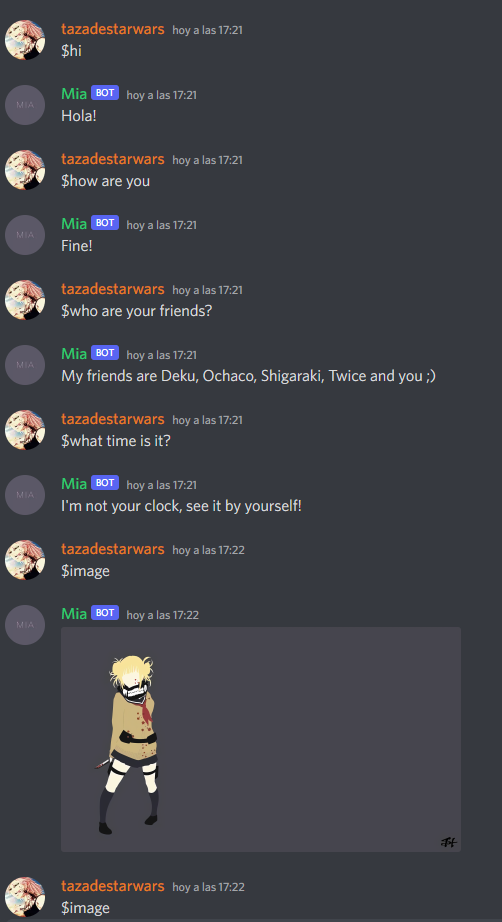 tazadestarwars hoy a las 17:21
$hi
MIA
Mia BOT hoy a las 17:21
Hola!
tazadestarwars hoy a las 17:21
$how are you
MIA
Mia BOT hoy a las 17:21
Fine!
tazadestarwars hoy a las 17:21
$who are your friends?
MIA
Mia BOT hoy a las 17:21
My friends are Deku, Ochaco, Shigaraki, Twice and you ;)
tazadestarwars hoy a las 17:21
$what time is it?
MIA
Mia BOT hoy a las 17:21
I'm not your clock, see it by yourself!
tazadestarwars hoy a las 17:22
$image
MIA
Mia BOT hoy a las 17:22
tazadestarwars hoy a las 17:22
$image